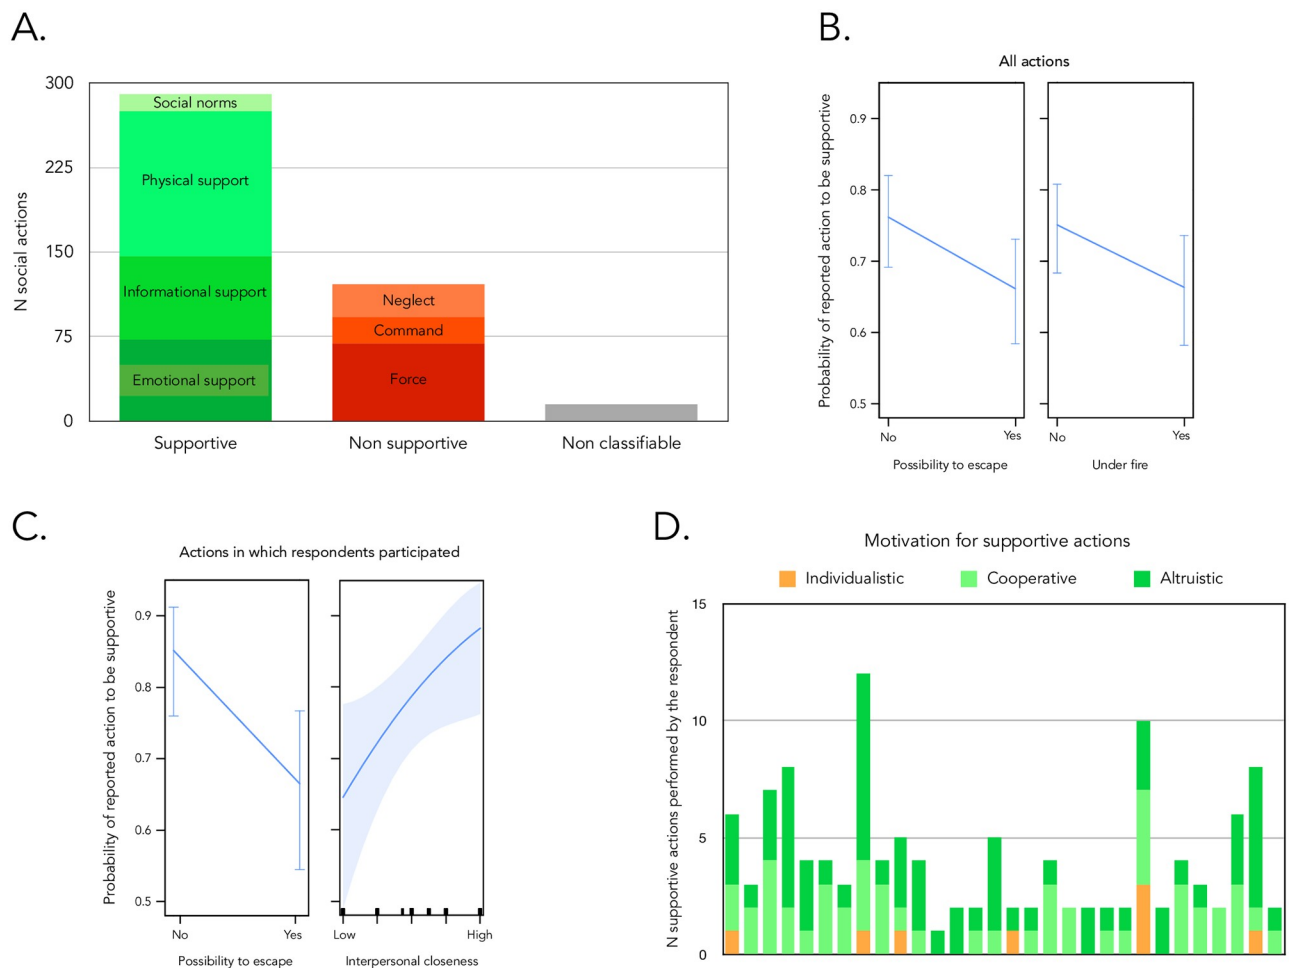 A.
N social actions
300
225
150
75
0
Social norms
Physical support
Informational support
Emotional support
Neglect
Command
Force
Supportive
Non supportive
Non classifiable
B.
All actions
Probability of reported action to be supportive
0.9
0.8
0.7
0.6
0.5
No
Yes
No
Yes
Possibility to escape
Under fire
C.
Actions in which respondents participated
Probability of reported action to be supportive
0.9
0.8
0.7
0.6
0.5
No
Yes
Low
High
Possibility to escape
Interpersonal closeness
D.
Motivation for supportive actions
Individualistic
Cooperative
Altruistic
N supportive actions performed by the respondent
15
10
5
0